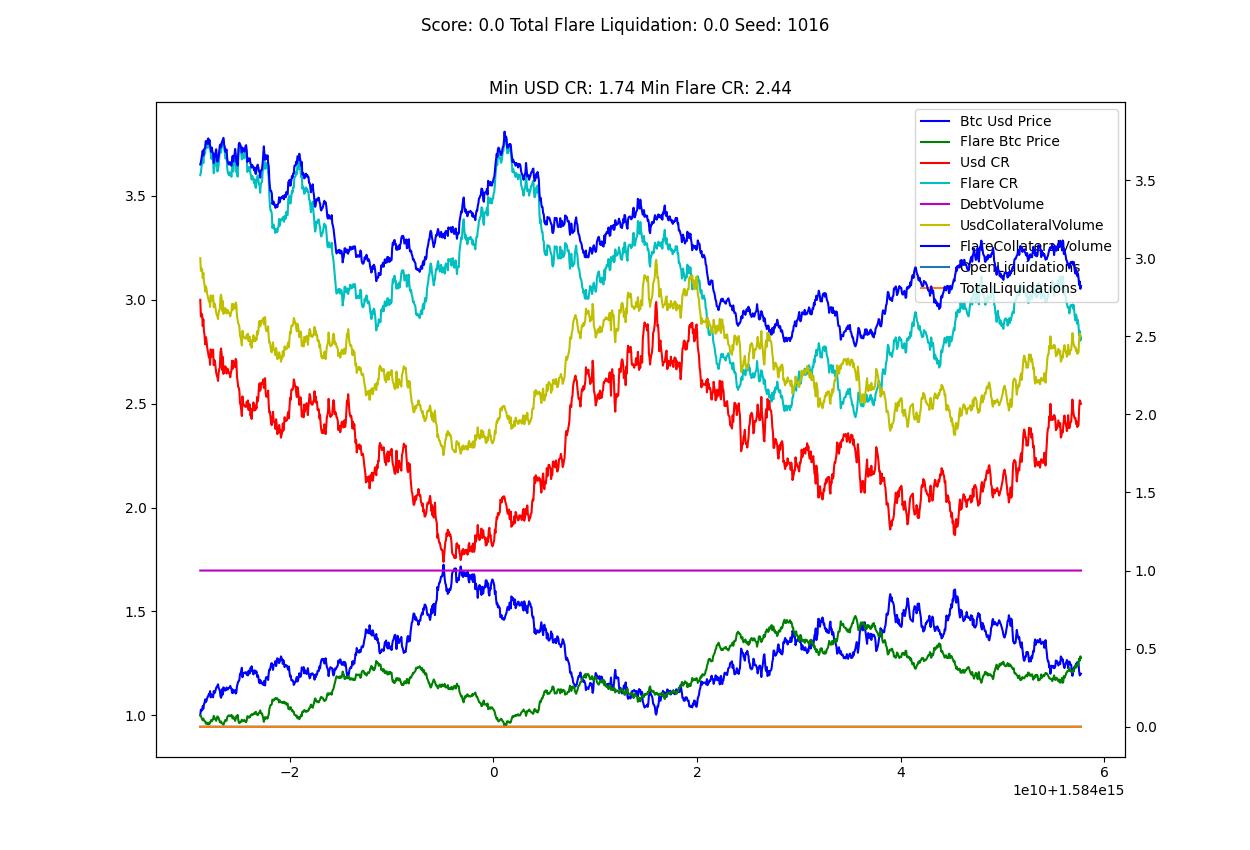 Score: 0.0 Total Flare Liquidation: 0.0 Seed: 1016
Min USD CR: 1.74 Min Flare CR: 2.44
Btc Usd Price
Flare Btc Price
Usd CR
Flare CR
DebtVolume
UsdCollateralVolume
FlareCollateralVolume
OpenLiquidations
TotalLiquidations
3.5
3.0
2.5
2.0
1.5
1.0
3.5
3.0
2.5
2.0
1.5
1.0
0.5
0.0
−2 0 2 4 6
1e10+1.584e15